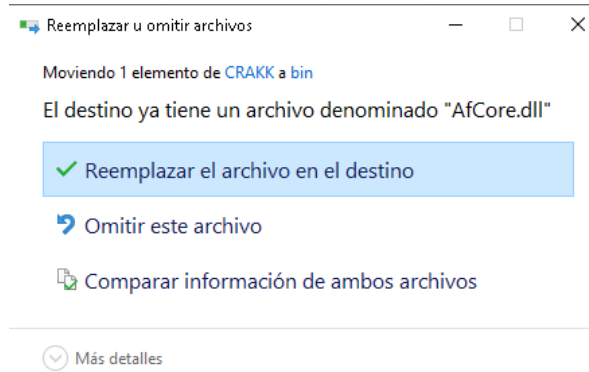 Reemplazar u omitir archivos
Moviendo 1 elemento de CRAKK a bin
El destino ya tiene un archivo denominado "AfCore.dll"
Reemplazar el archivo en el destino
Omitir este archivo
Comparar información de ambos archivos
Más detalles